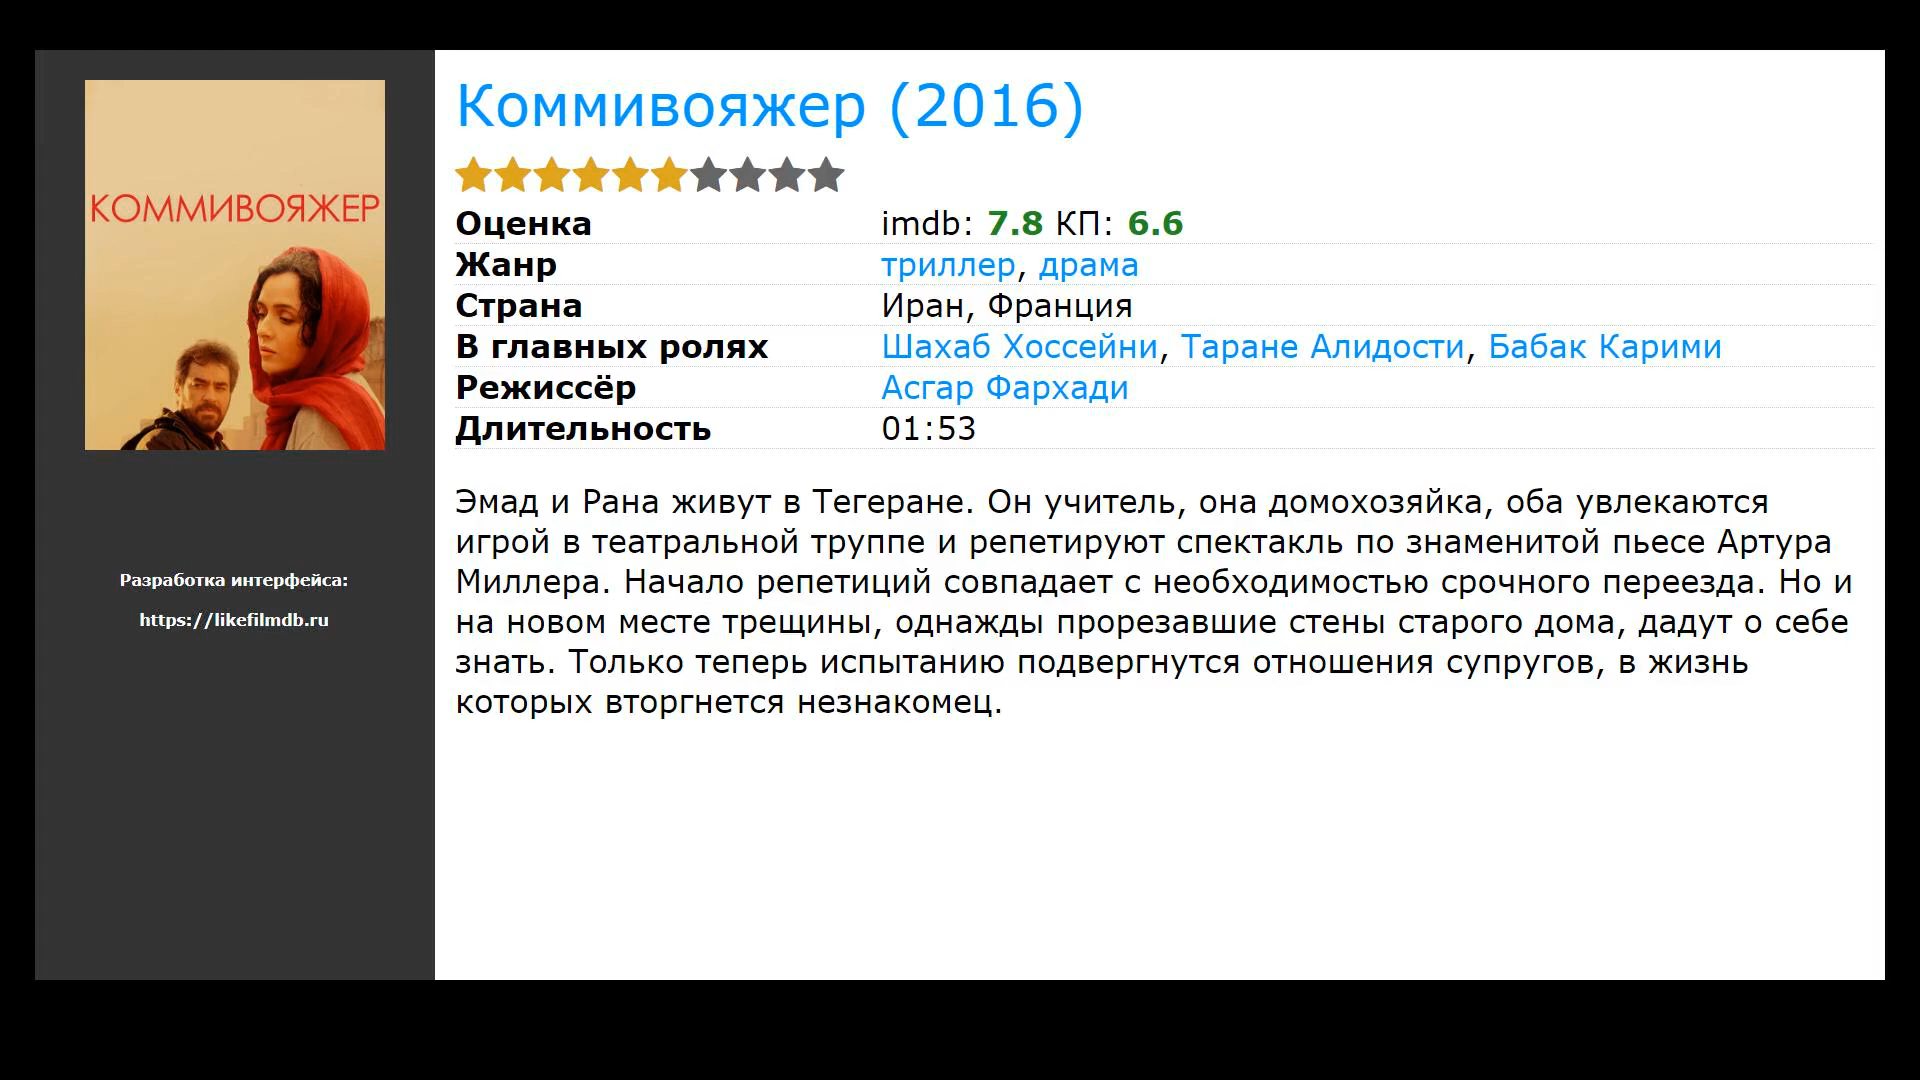 КОММИВОЯЖЕР
Разработка интерфейса:
https://likefilmdb.ru
Коммивояжер (2016)
Оценка imdb: 7.8 КП: 6.6
Жанр триллер, драма
Страна Иран, Франция
В главных ролях Шахаб Хоссейни, Таране Алидости, Бабак Карими
Режиссёр Асгар Фархади
Длительность 01:53
Эмад и Рана живут в Тегеране. Он учитель, она домохозяйка, оба увлекаются
игрой в театральной труппе и репетируют спектакль по знаменитой пьесе Артура
Миллера. Начало репетиций совпадает с необходимостью срочного переезда. Но и
на новом месте трещины, однажды прорезавшие стены старого дома, дадут о себе
знать. Только теперь испытанию подвергнутся отношения супругов, в жизнь
которых вторгнется незнакомец.